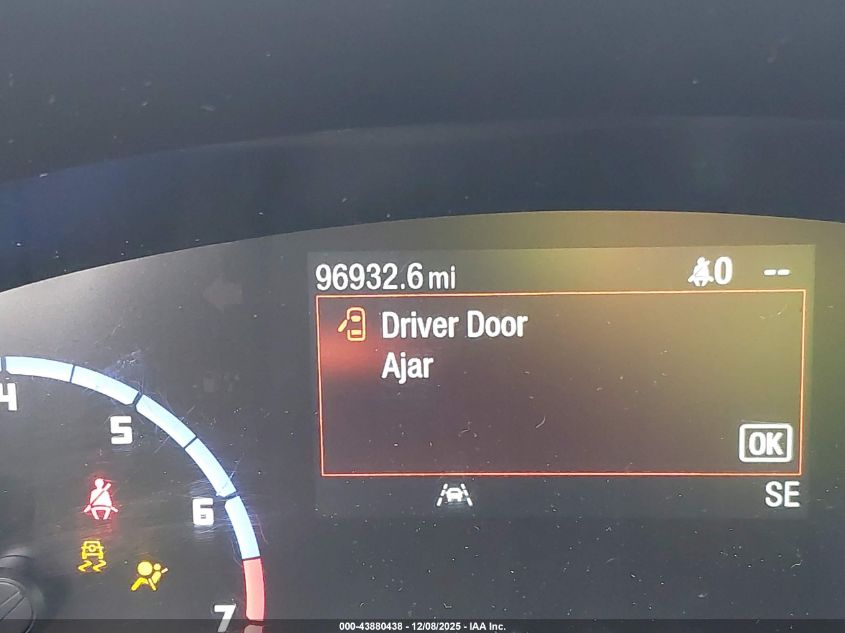 96932.6 mi 0 --
Driver Door
Ajar
OK
SE
4
5
6
7
000-43880438 - 12/08/2025 - IAA Inc.